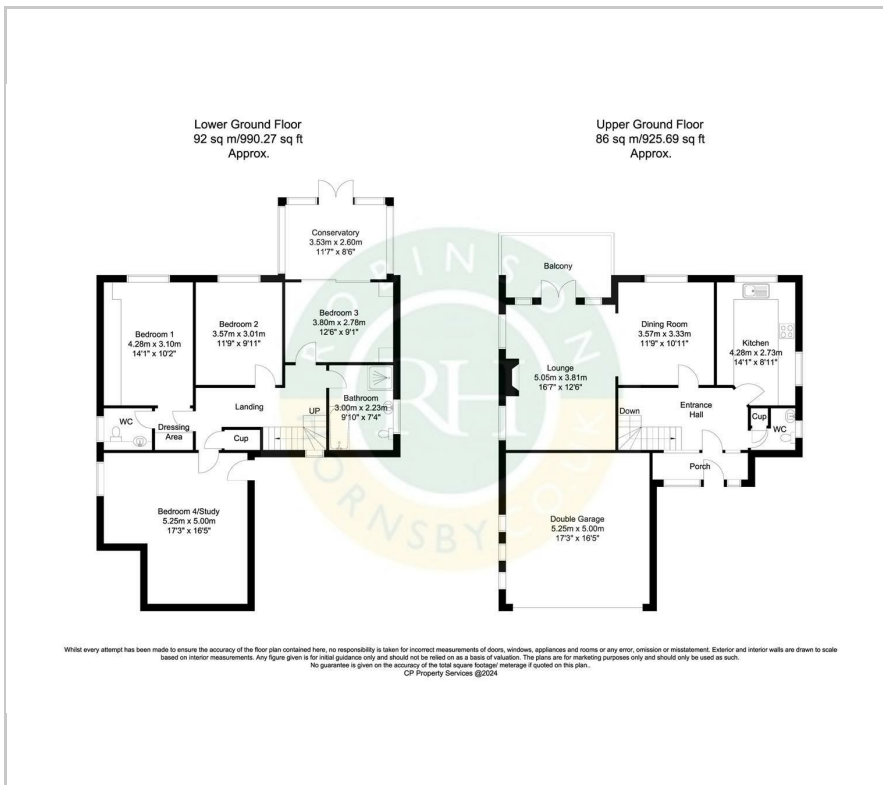 Lower Ground Floor
92 sq m/990.27 sq ft
Approx.
Conservatory
3.53m x 2.60m
11'7" x 8'6"
Bedroom 1
4.28m x 3.10m
14'1" x 10'2"
Bedroom 2
3.57m x 3.01m
11'9" x 9'11"
Bedroom 3
3.80m x 2.78m
12'6" x 9'1"
Bathroom
3.00m x 2.23m
9'10" x 7'4"
Landing
UP
WC
Dressing
Area
Cup
Bedroom 4/Study
5.25m x 5.00m
17'3" x 16'5"
Upper Ground Floor
86 sq m/925.69 sq ft
Approx.
Balcony
Dining Room
3.57m x 3.33m
11'9" x 10'11"
Kitchen
4.28m x 2.73m
14'1" x 8'11"
Lounge
5.05m x 3.81m
16'7" x 12'6"
Down
Entrance
Hall
Cup
WC
Porch
Double Garage
5.25m x 5.00m
17'3" x 16'5"
ROBINSON
RH
HORNSBY.CO.UK
Whilst every attempt has been made to ensure the accuracy of the floor plan contained here, no responsibility is taken for incorrect measurements of doors, windows, appliances and rooms or any error, omission or misstatement. Exterior and interior walls are drawn to scale
based on interior measurements. Any figure given is for initial guidance only and should not be relied on as a basis of valuation. The plans are for marketing purposes only and should only be used as such.
No guarantee is given on the accuracy of the total square footage/ meterage if quoted on this plan..
CP Property Services @2024